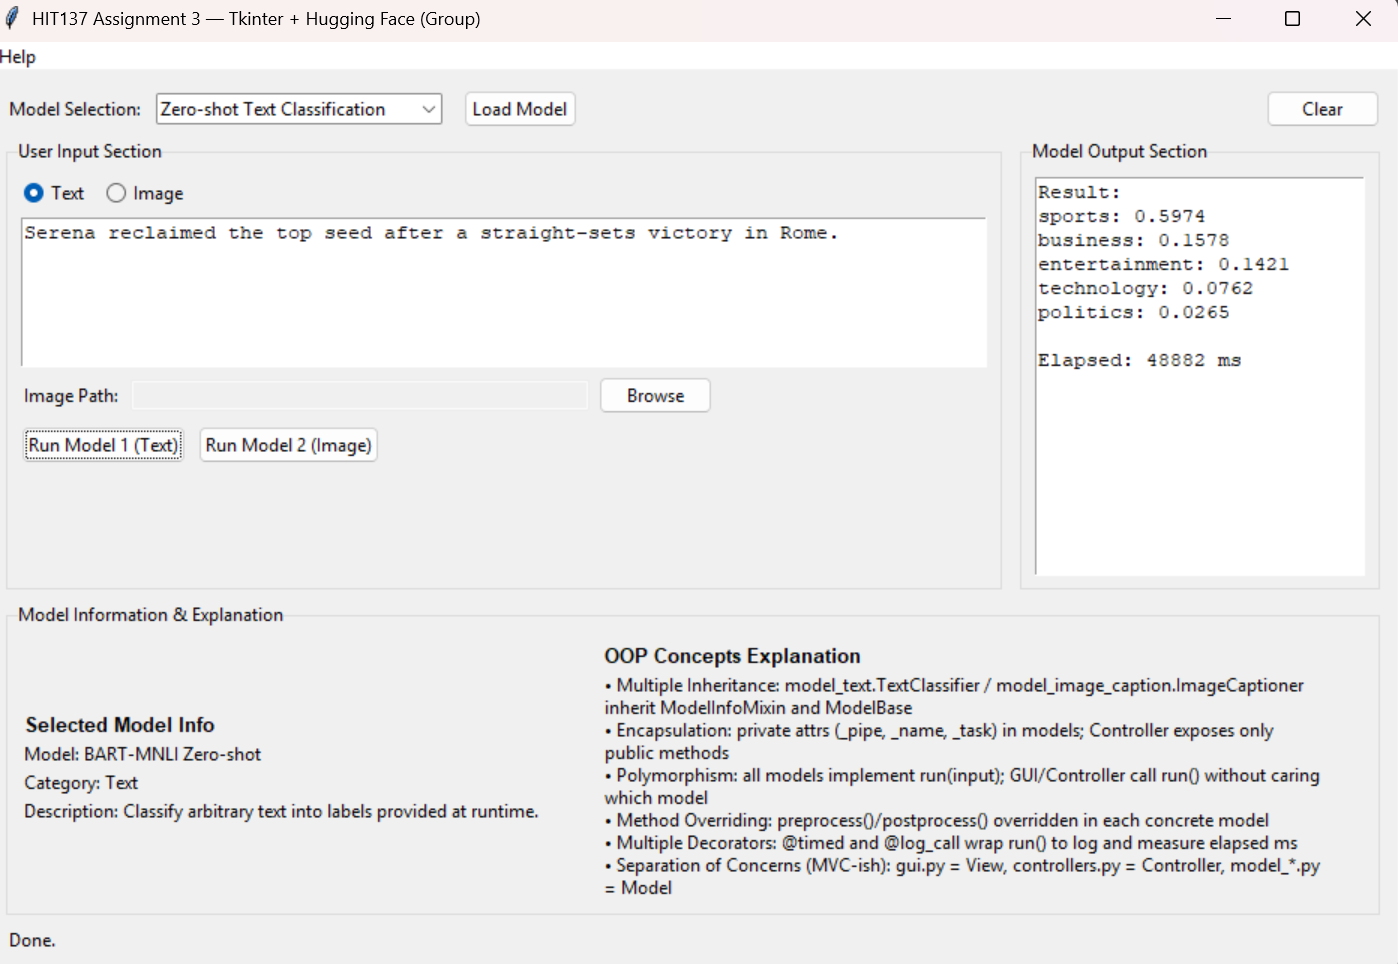 HIT137 Assignment 3 — Tkinter + Hugging Face (Group)
Help
Model Selection: Zero-shot Text Classification Load Model Clear
User Input Section
Text Image
Serena reclaimed the top seed after a straight-sets victory in Rome.
Image Path: Browse
Run Model 1 (Text) Run Model 2 (Image)
Model Output Section
Result:
sports: 0.5974
business: 0.1578
entertainment: 0.1421
technology: 0.0762
politics: 0.0265
Elapsed: 48882 ms
Model Information & Explanation
Selected Model Info
Model: BART-MNLI Zero-shot
Category: Text
Description: Classify arbitrary text into labels provided at runtime.
OOP Concepts Explanation
• Multiple Inheritance: model_text.TextClassifier / model_image_caption.ImageCaptioner
inherit ModelInfoMixin and ModelBase
• Encapsulation: private attrs (_pipe, _name, _task) in models; Controller exposes only
public methods
• Polymorphism: all models implement run(input); GUI/Controller call run() without caring
which model
• Method Overriding: preprocess()/postprocess() overridden in each concrete model
• Multiple Decorators: @timed and @log_call wrap run() to log and measure elapsed ms
• Separation of Concerns (MVC-ish): gui.py = View, controllers.py = Controller, model_*.py
= Model
Done.